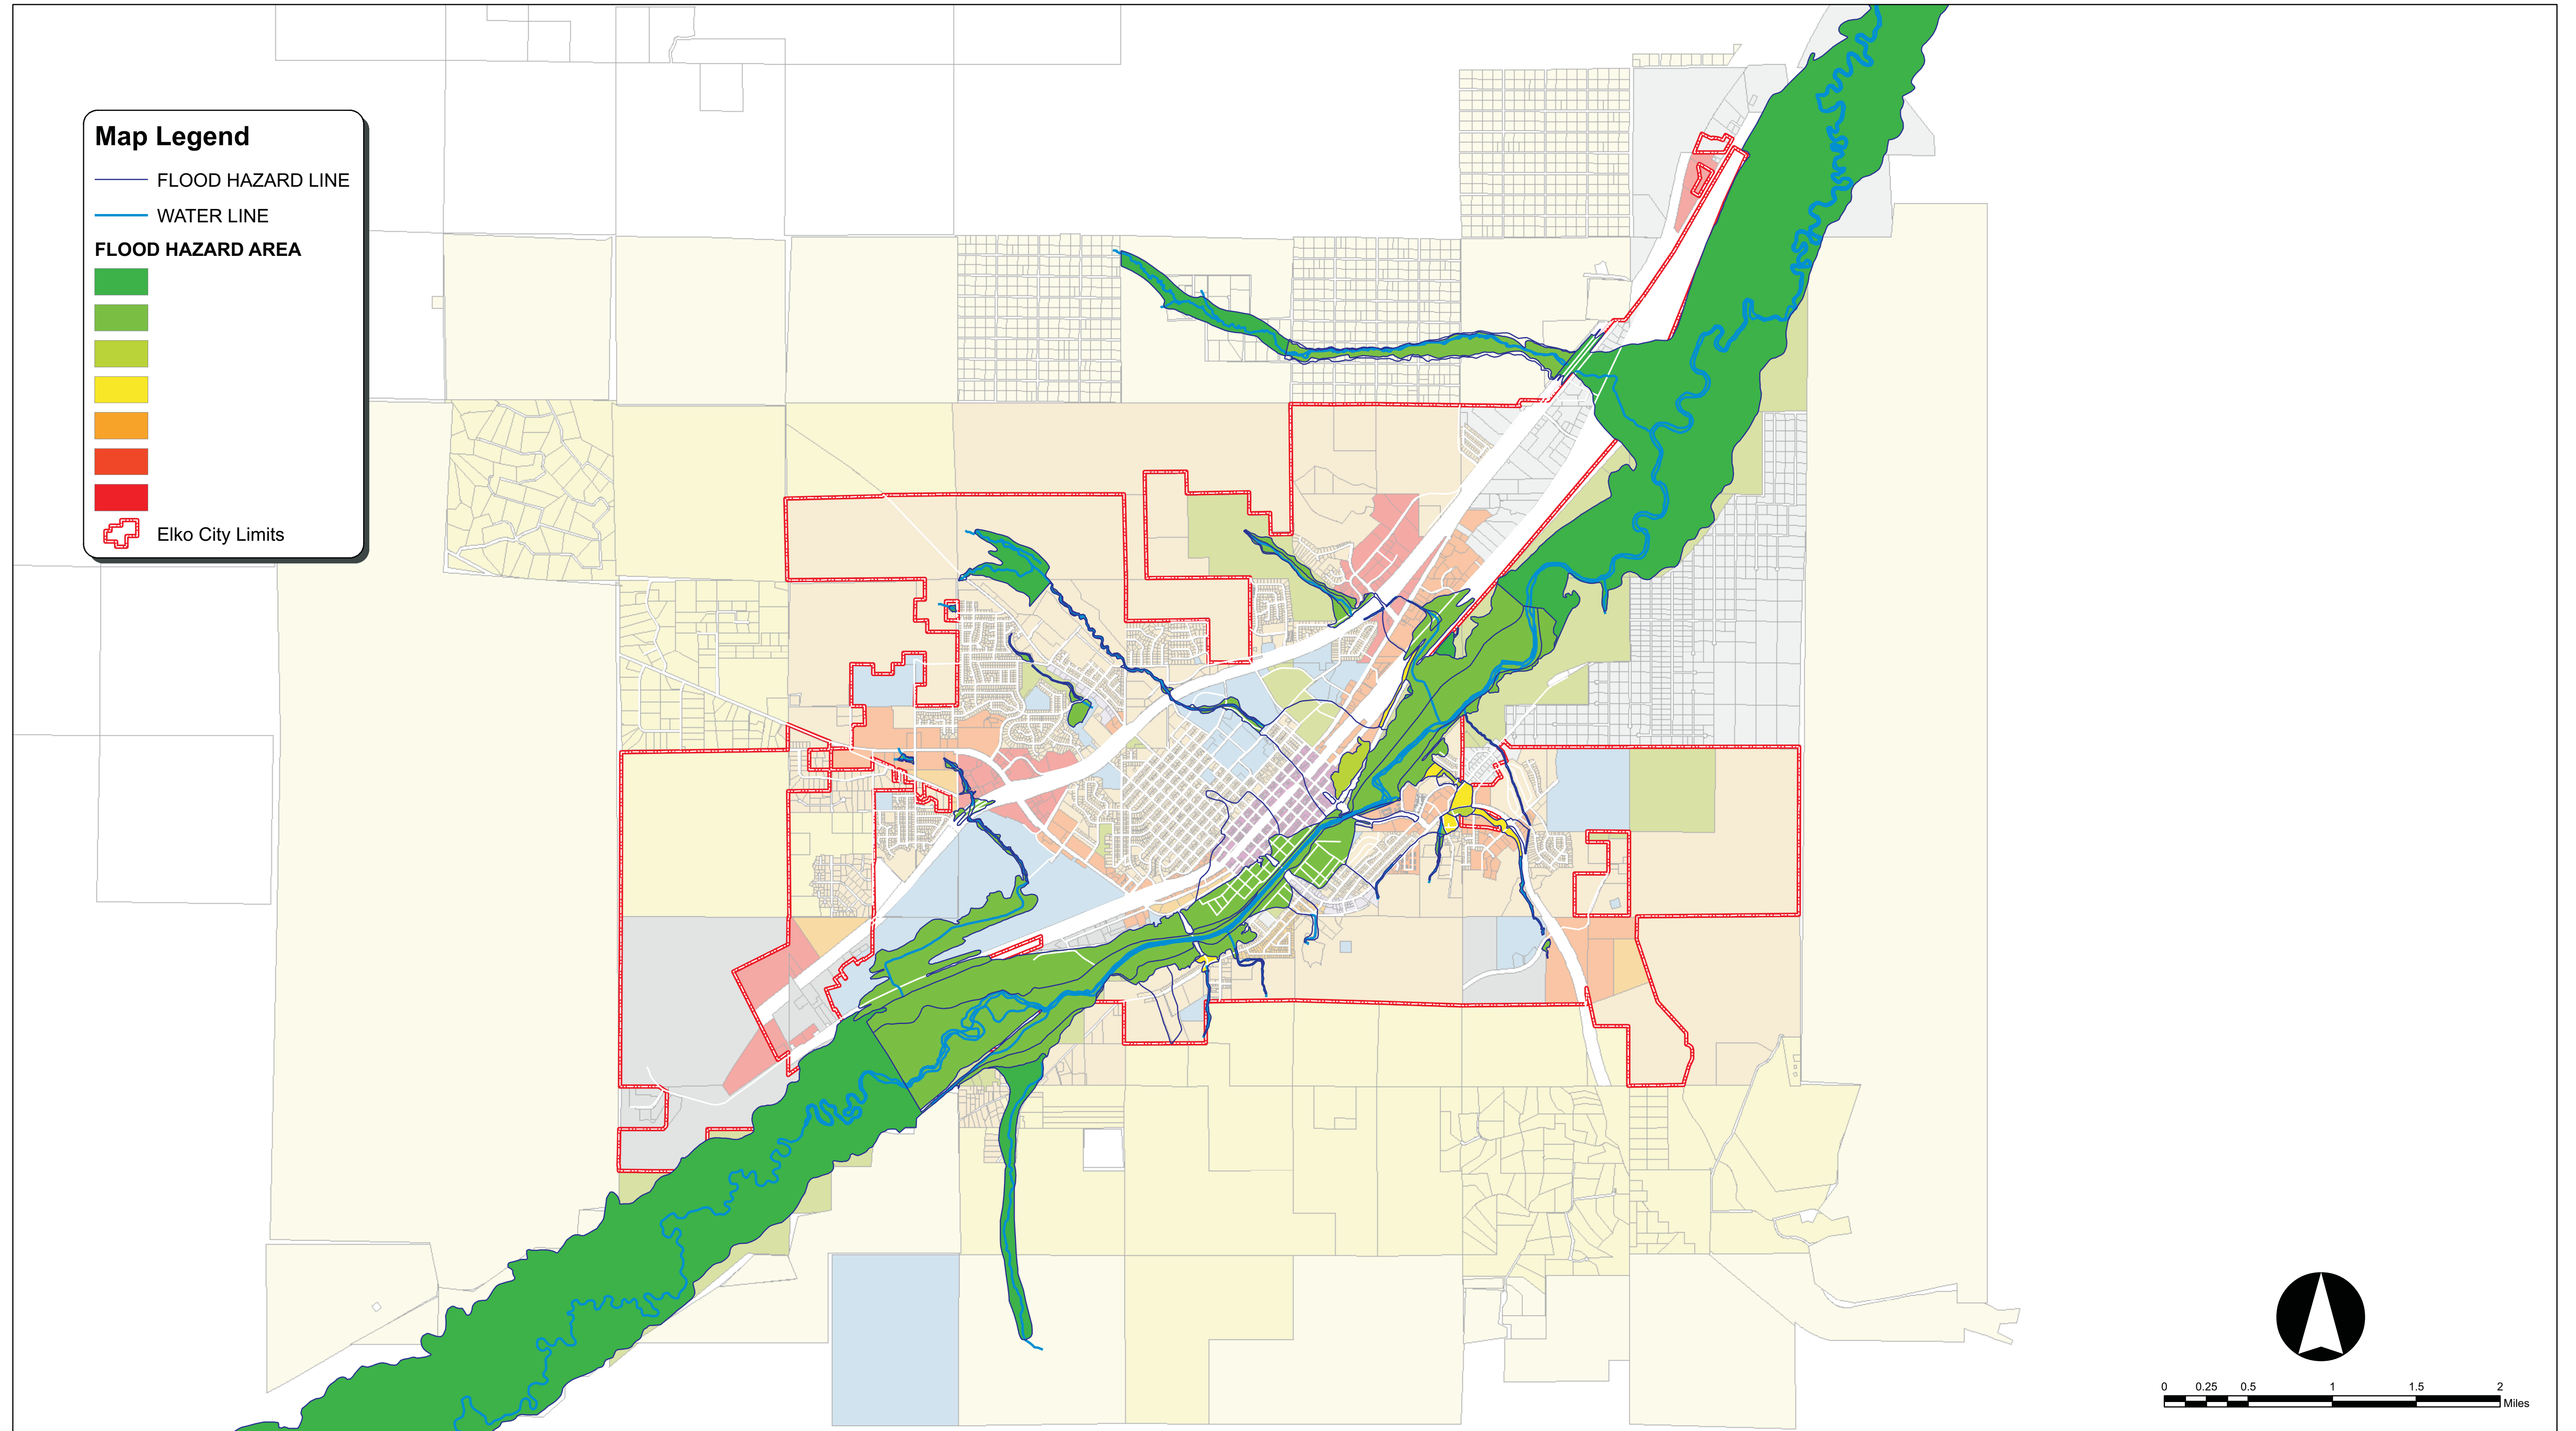 Map Legend
FLOOD HAZARD LINE
WATER LINE
FLOOD HAZARD AREA
Elko City Limits
0 0.25 0.5 1 1.5 2
Miles